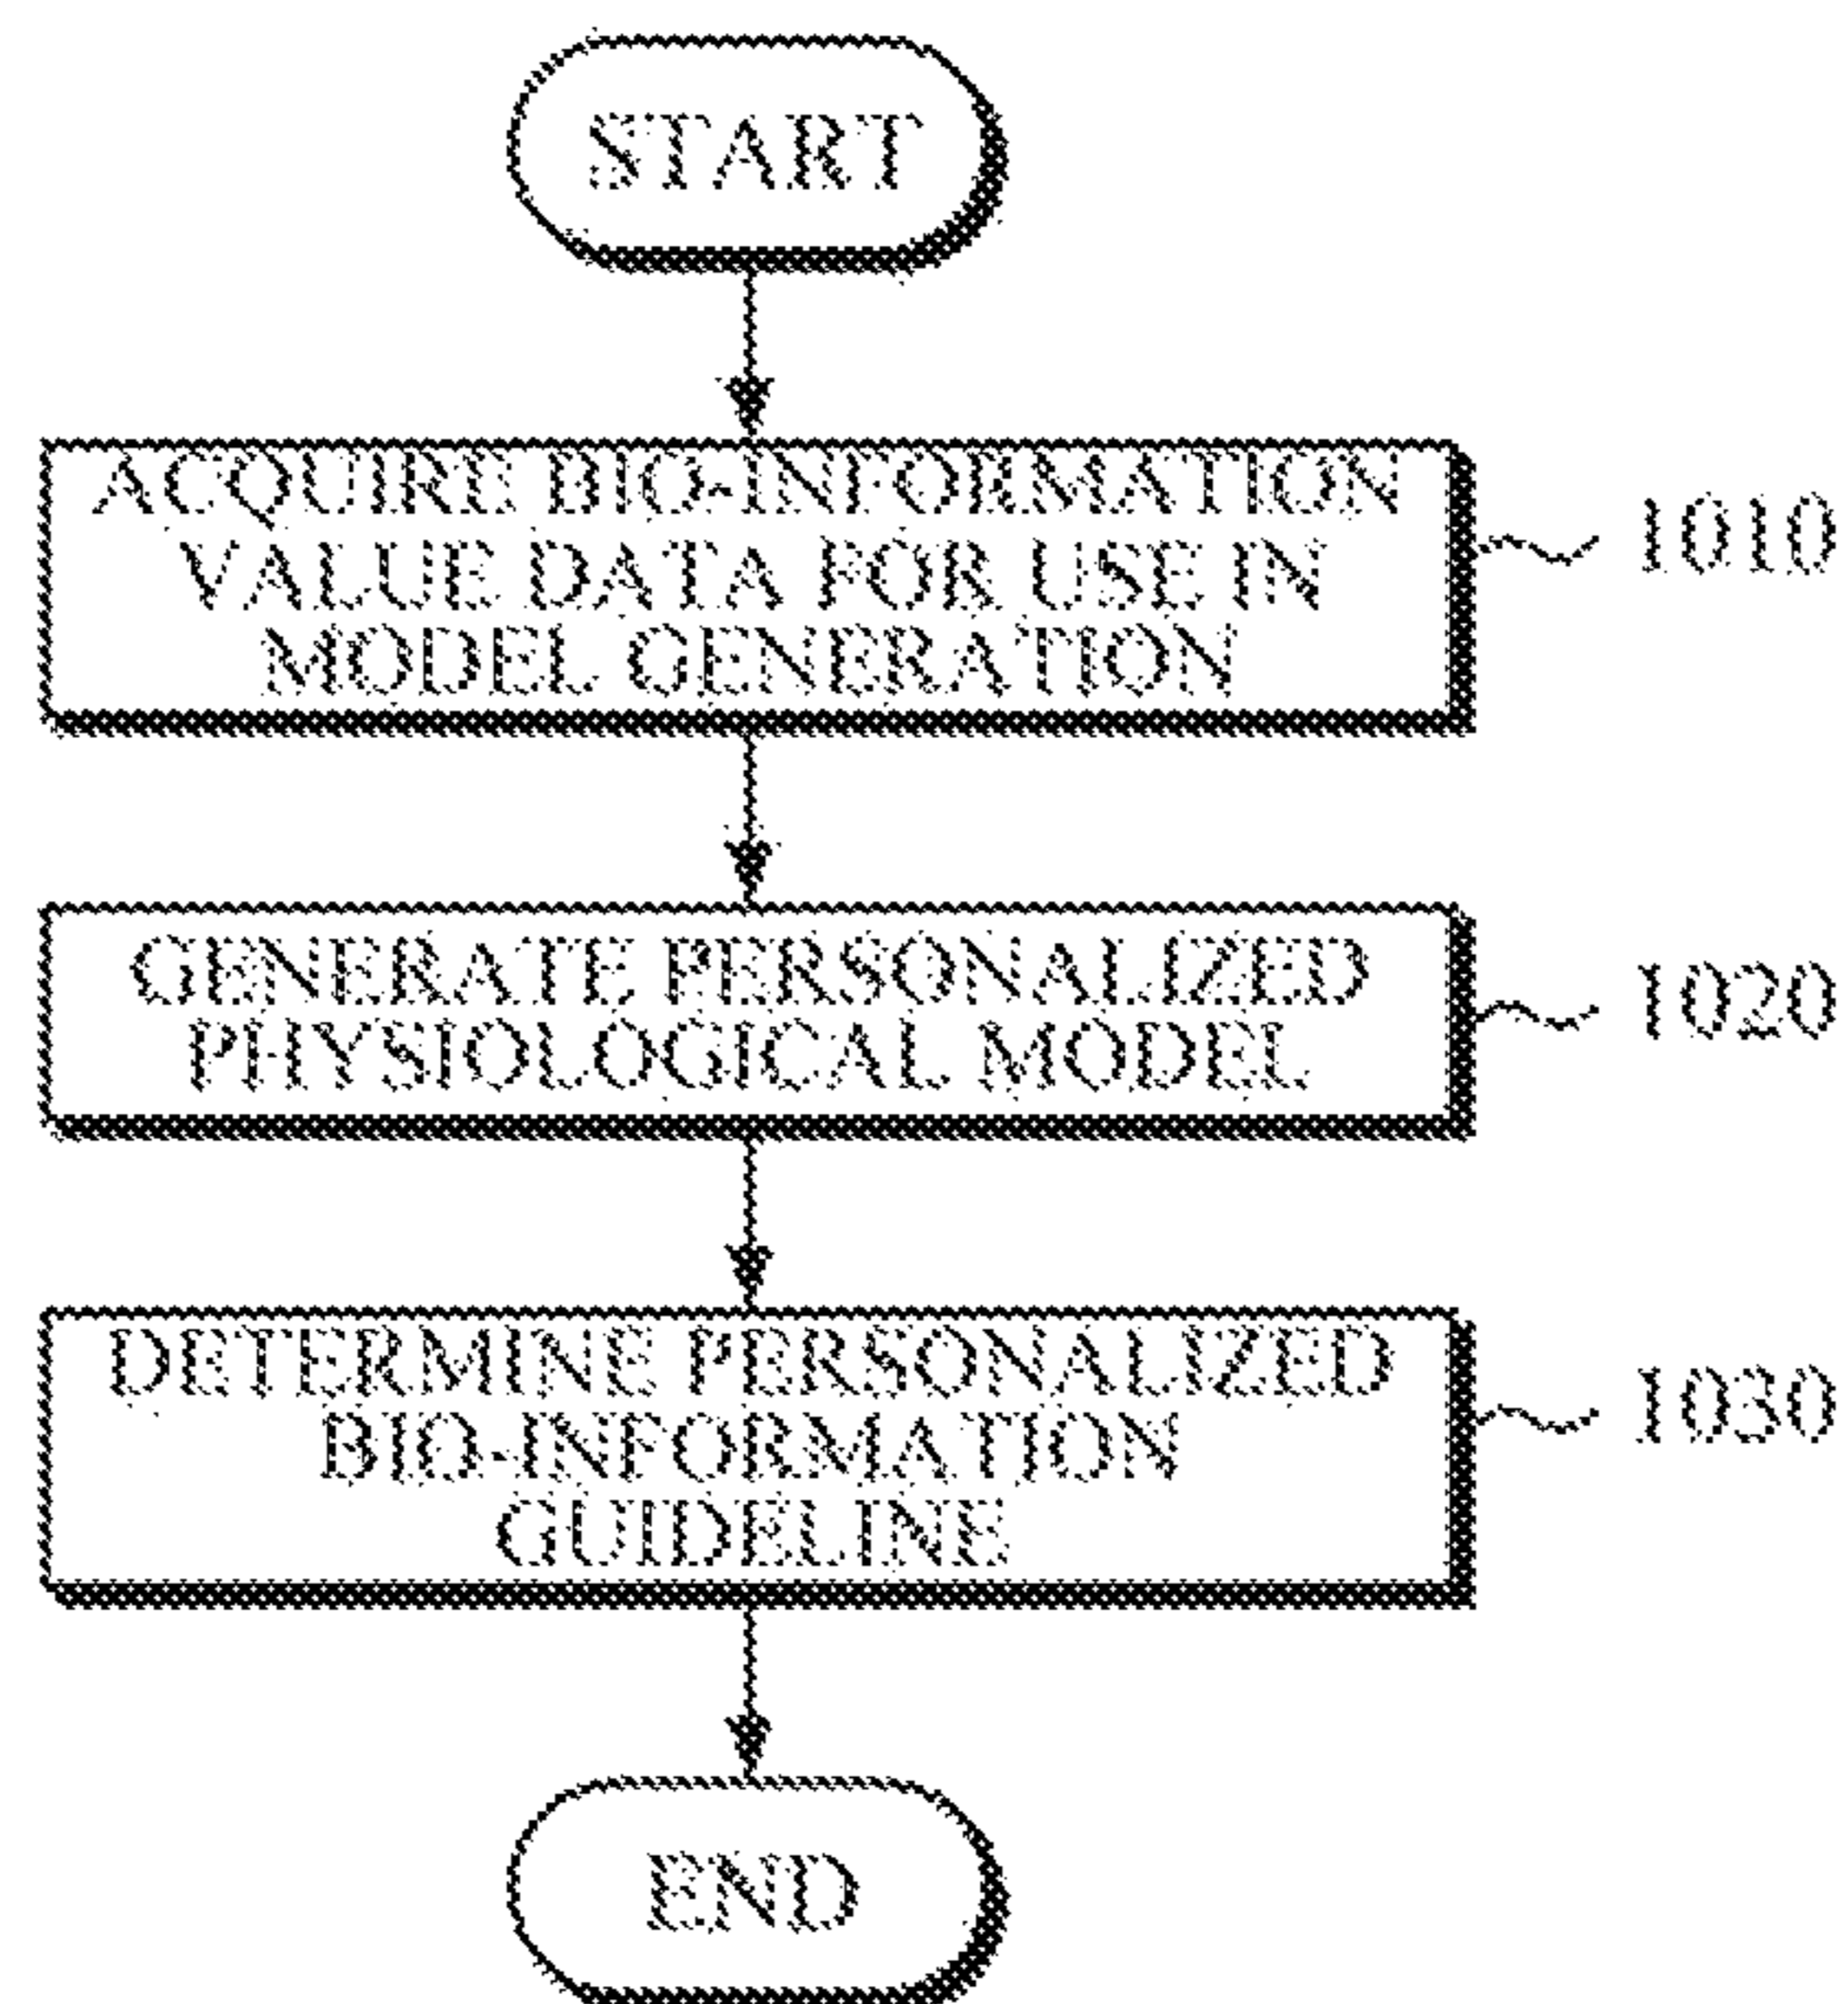 START
ACQUIRE BIO-INFORMATION
VALUE DATA FOR USE IN
MODEL GENERATION
1010
GENERATE PERSONALIZED
PHYSIOLOGICAL MODEL
1020
DETERMINE PERSONALIZED
BIO-INFORMATION
GUIDELINE
1030
END